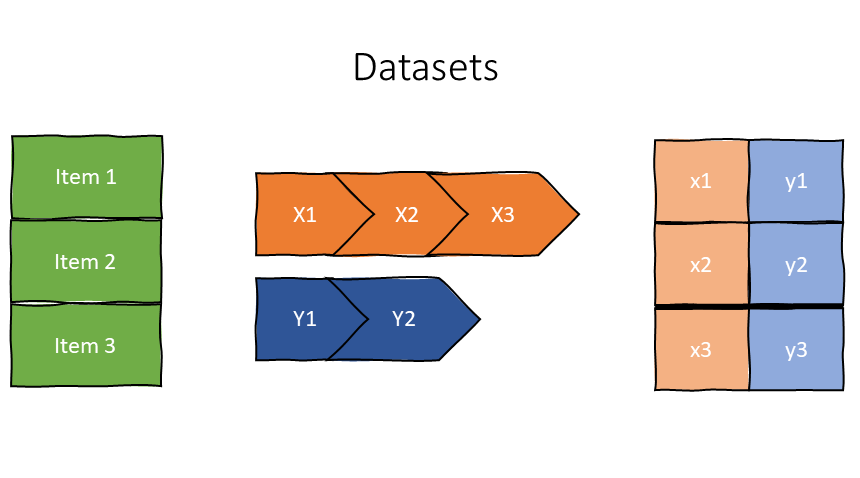 Datasets
Item 1
Item 2
Item 3
X1 X2 X3
Y1 Y2
x1 y1
x2 y2
x3 y3